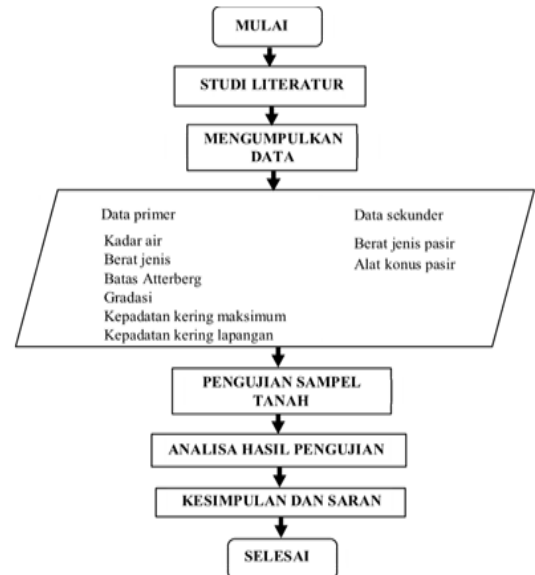 MULAI
STUDI LITERATUR
MENGUMPULKAN
DATA
Data primer
Kadar air
Berat jenis
Batas Atterberg
Gradasi
Kepadatan kering maksimum
Kepadatan kering lapangan
Data sekunder
Berat jenis pasir
Alat konus pasir
PENGUJIAN SAMPEL
TANAH
ANALISA HASIL PENGUJIAN
KESIMPULAN DAN SARAN
SELESAI